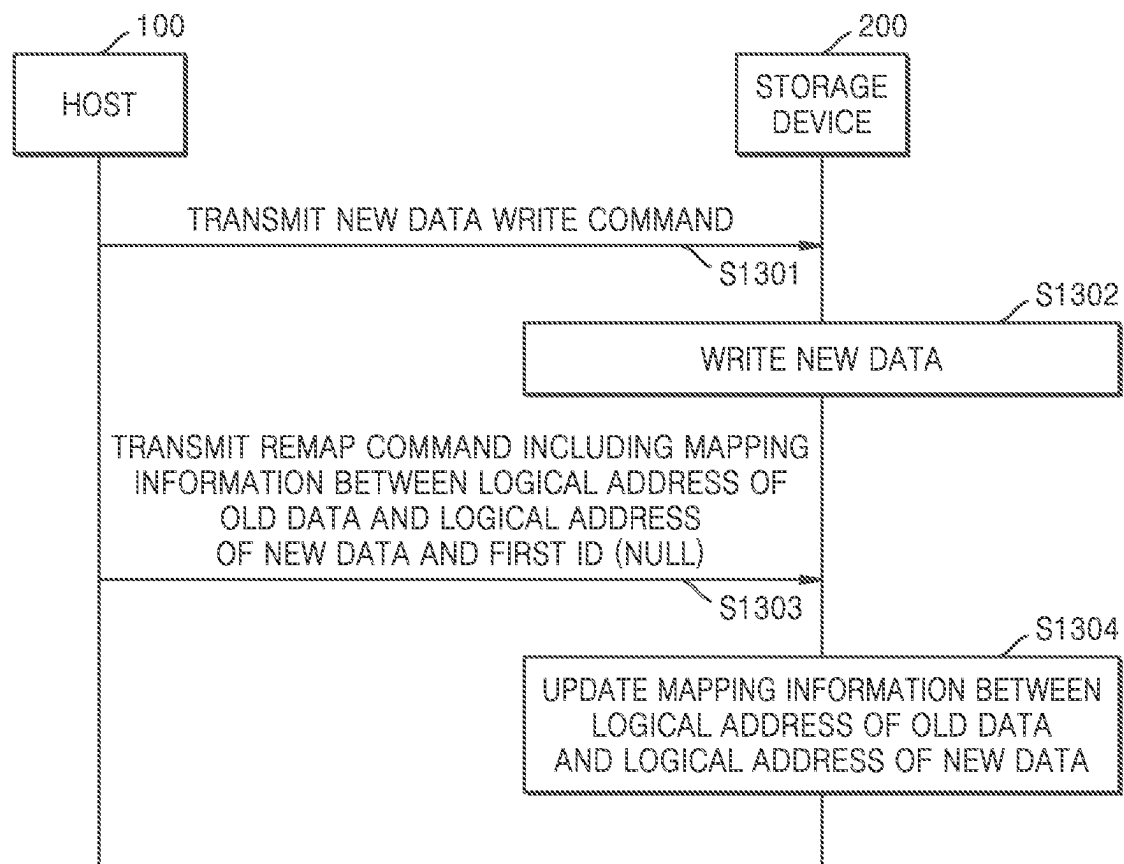 100
HOST
200
STORAGE
DEVICE
TRANSMIT NEW DATA WRITE COMMAND
S1301
S1302
WRITE NEW DATA
TRANSMIT REMAP COMMAND INCLUDING MAPPING
INFORMATION BETWEEN LOGICAL ADDRESS OF
OLD DATA AND LOGICAL ADDRESS
OF NEW DATA AND FIRST ID (NULL)
S1303
S1304
UPDATE MAPPING INFORMATION BETWEEN
LOGICAL ADDRESS OF OLD DATA
AND LOGICAL ADDRESS OF NEW DATA